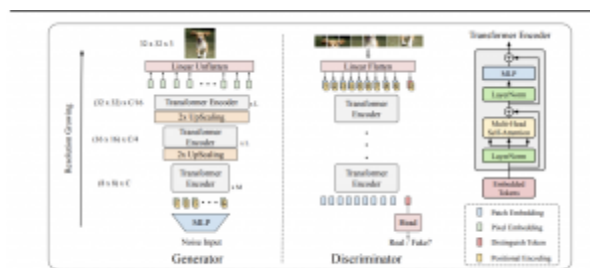 Transformer Encoder
32 x 32 x 3
Linear Unflatten
Linear Flatten
MLP
LayerNorm
(32 x 32) x C/16
Transformer Encoder
x L
2x UpScaling
Transformer
Encoder
Multi-Head
Self-Attention
(16 x 16) x C/4
Transformer
Encoder
x L
2x UpScaling
LayerNorm
Resolution Growing
(8 x 8) x C
Transformer
Encoder
x M
Transformer
Encoder
Embedded
Tokens
MLP
Head
Noise Input
Real / Fake?
Generator
Discriminator
Patch Embedding
Pixel Embedding
Distinguish Token
Positional Encoding